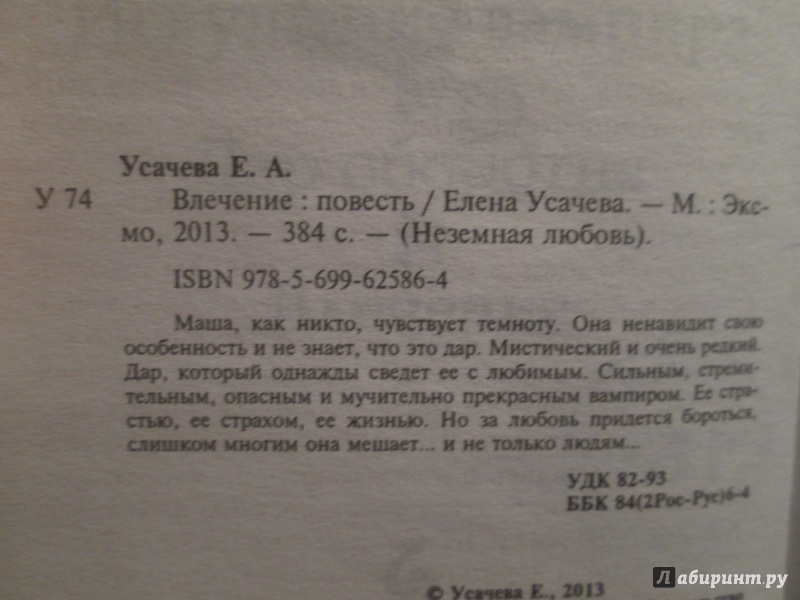 Усачева Е. А.
У 74 Влечение : повесть / Елена Усачева. — М. : Экс-
мо, 2013. — 384 с. — (Неземная любовь).
ISBN 978-5-699-62586-4
Маша, как никто, чувствует темноту. Она ненавидит свою
особенность и не знает, что это дар. Мистический и очень редкий.
Дар, который однажды сведет ее с любимым. Сильным, стреми-
тельным, опасным и мучительно прекрасным вампиром. Ее стра-
стью, ее страхом, ее жизнью. Но за любовь придется бороться,
слишком многим она мешает... и не только людям...
УДК 82-93
ББК 84(2Рос-Рус)6-4
© Усачева Е., 2013
Лабиринт.ру